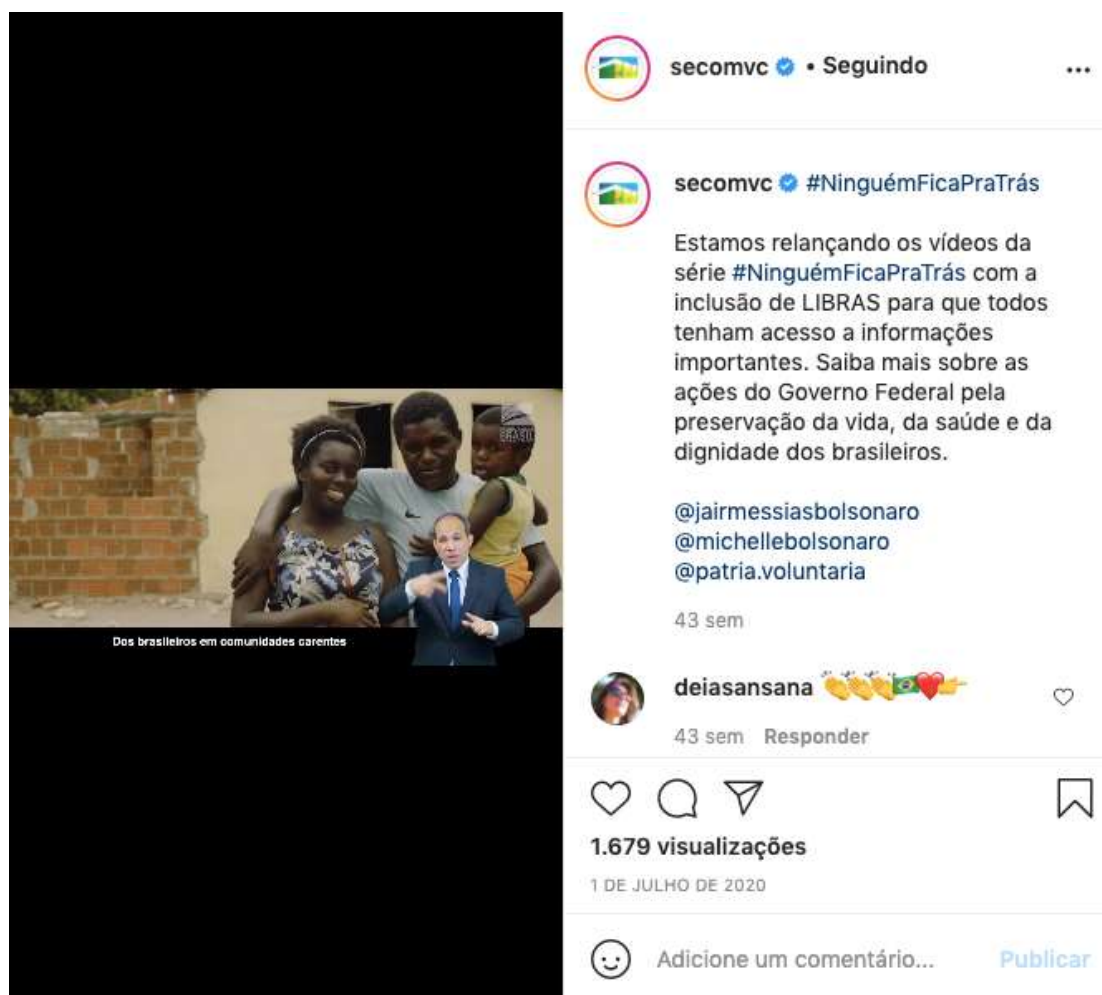 secomvc • Seguindo
secomvc #NinguémFicaPraTrás
Estamos relançando os vídeos da
série #NinguémFicaPraTrás com a
inclusão de LIBRAS para que todos
tenham acesso a informações
importantes. Saiba mais sobre as
ações do Governo Federal pela
preservação da vida, da saúde e da
dignidade dos brasileiros.
@jairmessiasbolsonaro
@michellebolsonaro
@patria.voluntaria
43 sem
deiasansana 👏👏👏🇧🇷❤️👉
43 sem Responder
1.679 visualizações
1 DE JULHO DE 2020
Adicione um comentário... Publicar
BRASIL
Dos brasileiros em comunidades carentes